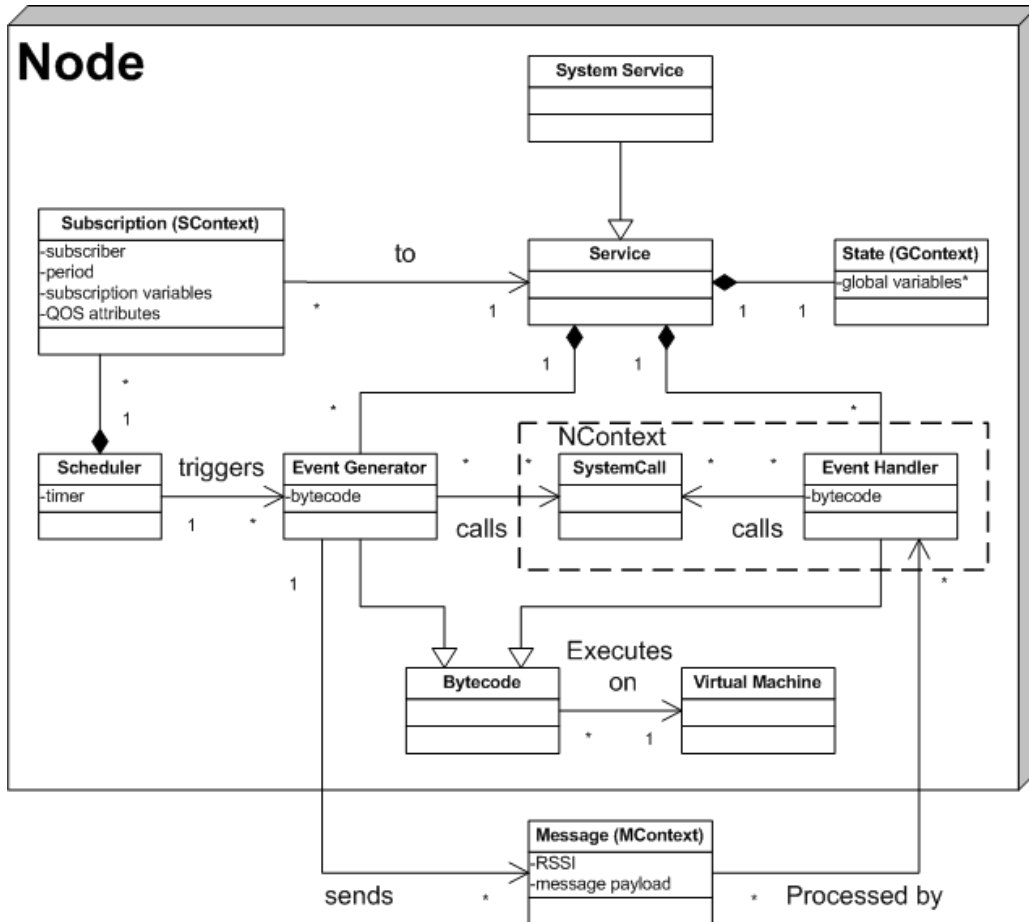 Node
System Service
Subscription (SContext)
-subscriber
-period
-subscription variables
-QOS attributes
to
*
1
Service
1
1
State (GContext)
-global variables*
*
1
1
*
1
*
NContext
Scheduler
-timer
triggers
1
*
Event Generator
-bytecode
*
*
calls
SystemCall
*
*
calls
Event Handler
-bytecode
1
*
Bytecode
Executes
on
*
1
Virtual Machine
sends
*
Message (MContext)
-RSSI
-message payload
*
Processed by